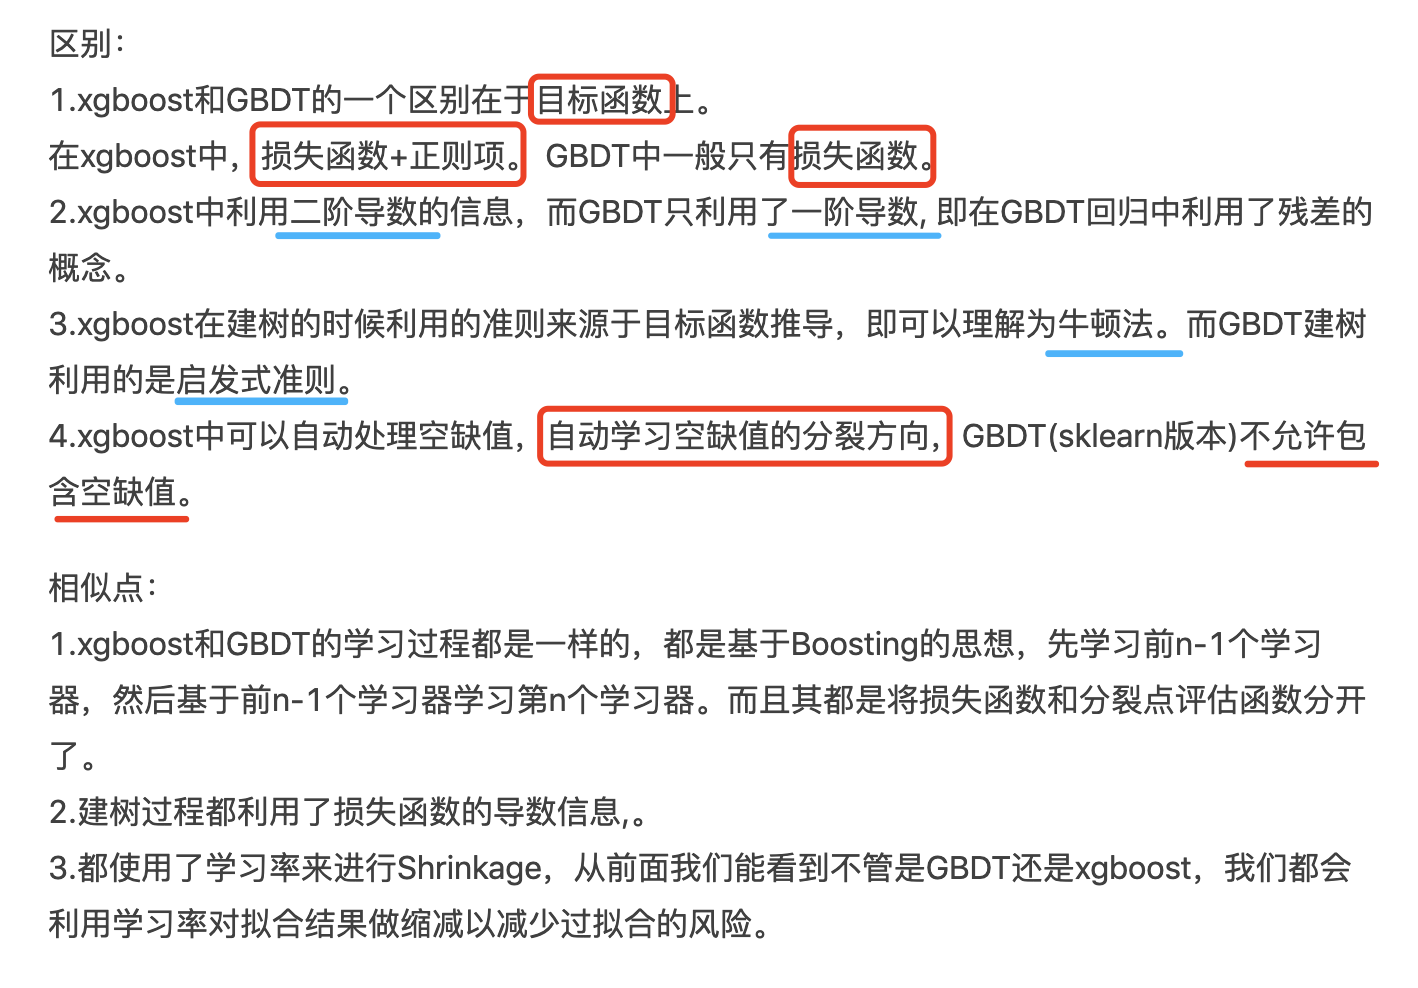 区别：
1.xgboost和GBDT的一个区别在于目标函数上。
在xgboost中，损失函数+正则项。 GBDT中一般只有损失函数。
2.xgboost中利用二阶导数的信息，而GBDT只利用了一阶导数, 即在GBDT回归中利用了残差的
概念。
3.xgboost在建树的时候利用的准则来源于目标函数推导，即可以理解为牛顿法。而GBDT建树
利用的是启发式准则。
4.xgboost中可以自动处理空缺值，自动学习空缺值的分裂方向，GBDT(sklearn版本)不允许包
含空缺值。
相似点：
1.xgboost和GBDT的学习过程都是一样的，都是基于Boosting的思想，先学习前n-1个学习
器，然后基于前n-1个学习器学习第n个学习器。而且其都是将损失函数和分裂点评估函数分开
了。
2.建树过程都利用了损失函数的导数信息,。
3.都使用了学习率来进行Shrinkage，从前面我们能看到不管是GBDT还是xgboost，我们都会
利用学习率对拟合结果做缩减以减少过拟合的风险。